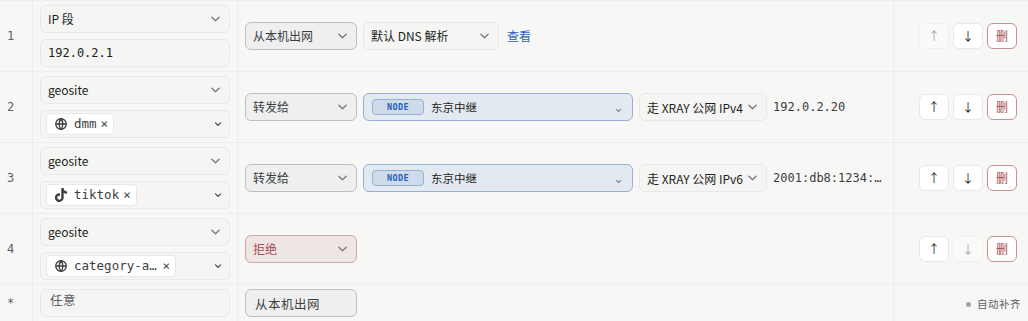 IP 段
1 从本机出网 默认 DNS 解析 查看 ↑ ↓ 删
192.0.2.1
geosite
2 转发给 NODE 东京中继 走 XRAY 公网 IPv4 192.0.2.20 ↑ ↓ 删
dmm ×
geosite
3 转发给 NODE 东京中继 走 XRAY 公网 IPv6 2001:db8:1234:… ↑ ↓ 删
tiktok ×
geosite
4 拒绝 ↑ ↓ 删
category-a… ×
* 任意 从本机出网 自动补齐